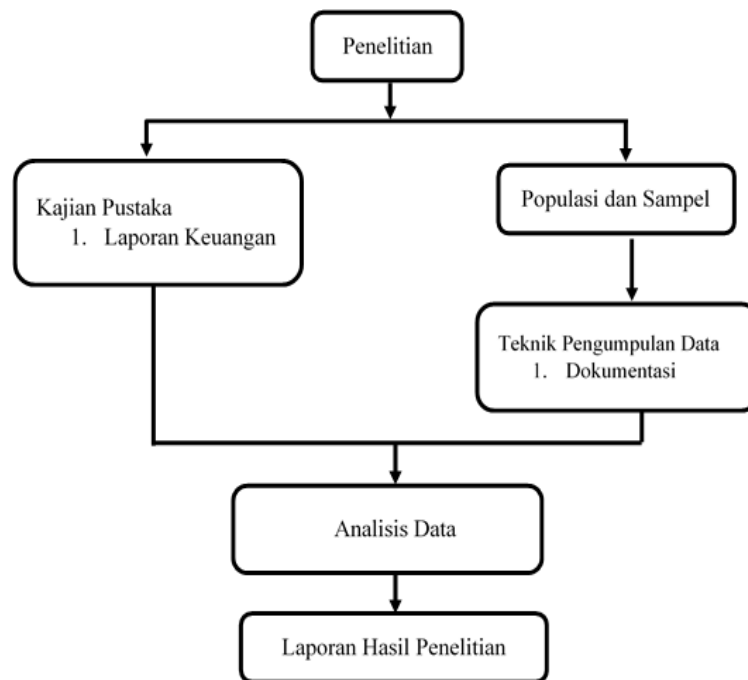 Penelitian
Kajian Pustaka
1. Laporan Keuangan
Populasi dan Sampel
Teknik Pengumpulan Data
1. Dokumentasi
Analisis Data
Laporan Hasil Penelitian